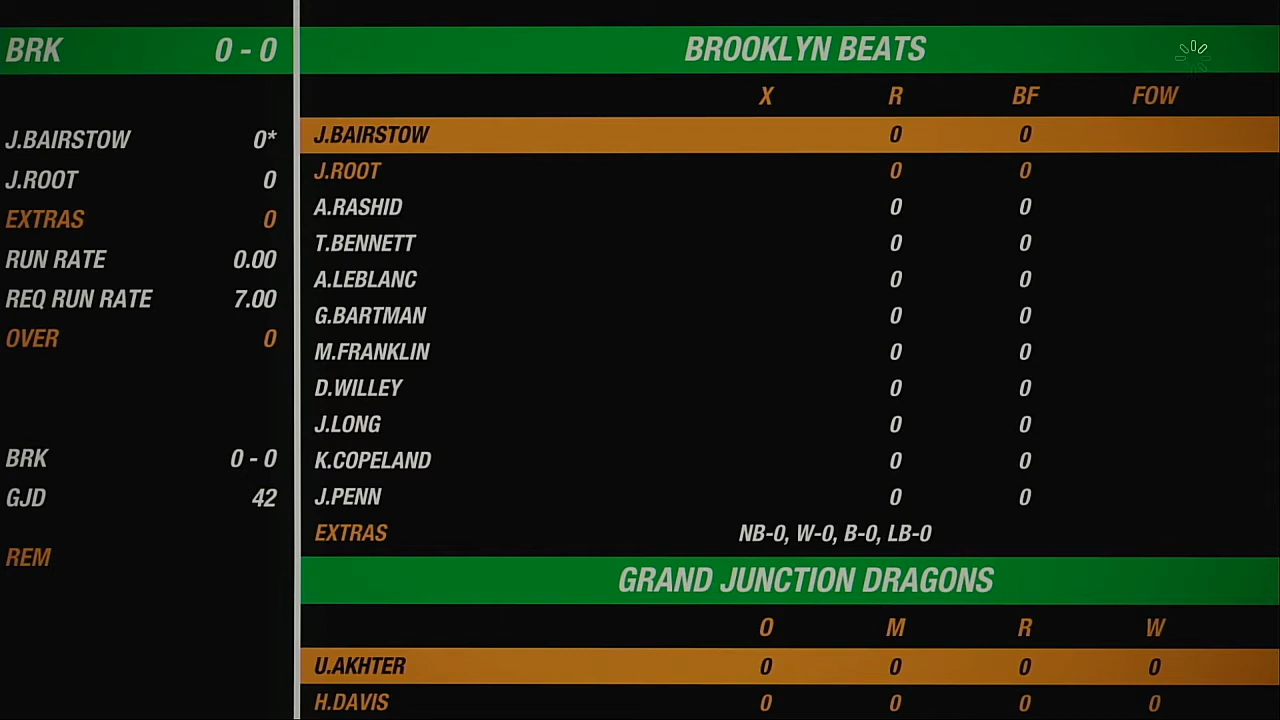 BRK 0 - 0
J.BAIRSTOW 0*
J.ROOT 0
EXTRAS 0
RUN RATE 0.00
REQ RUN RATE 7.00
OVER 0
BRK 0 - 0
GJD 42
REM
BROOKLYN BEATS
X R BF FOW
J.BAIRSTOW 0 0
J.ROOT 0 0
A.RASHID 0 0
T.BENNETT 0 0
A.LEBLANC 0 0
G.BARTMAN 0 0
M.FRANKLIN 0 0
D.WILLEY 0 0
J.LONG 0 0
K.COPELAND 0 0
J.PENN 0 0
EXTRAS NB-0, W-0, B-0, LB-0
GRAND JUNCTION DRAGONS
O M R W
U.AKHTER 0 0 0 0
H.DAVIS 0 0 0 0